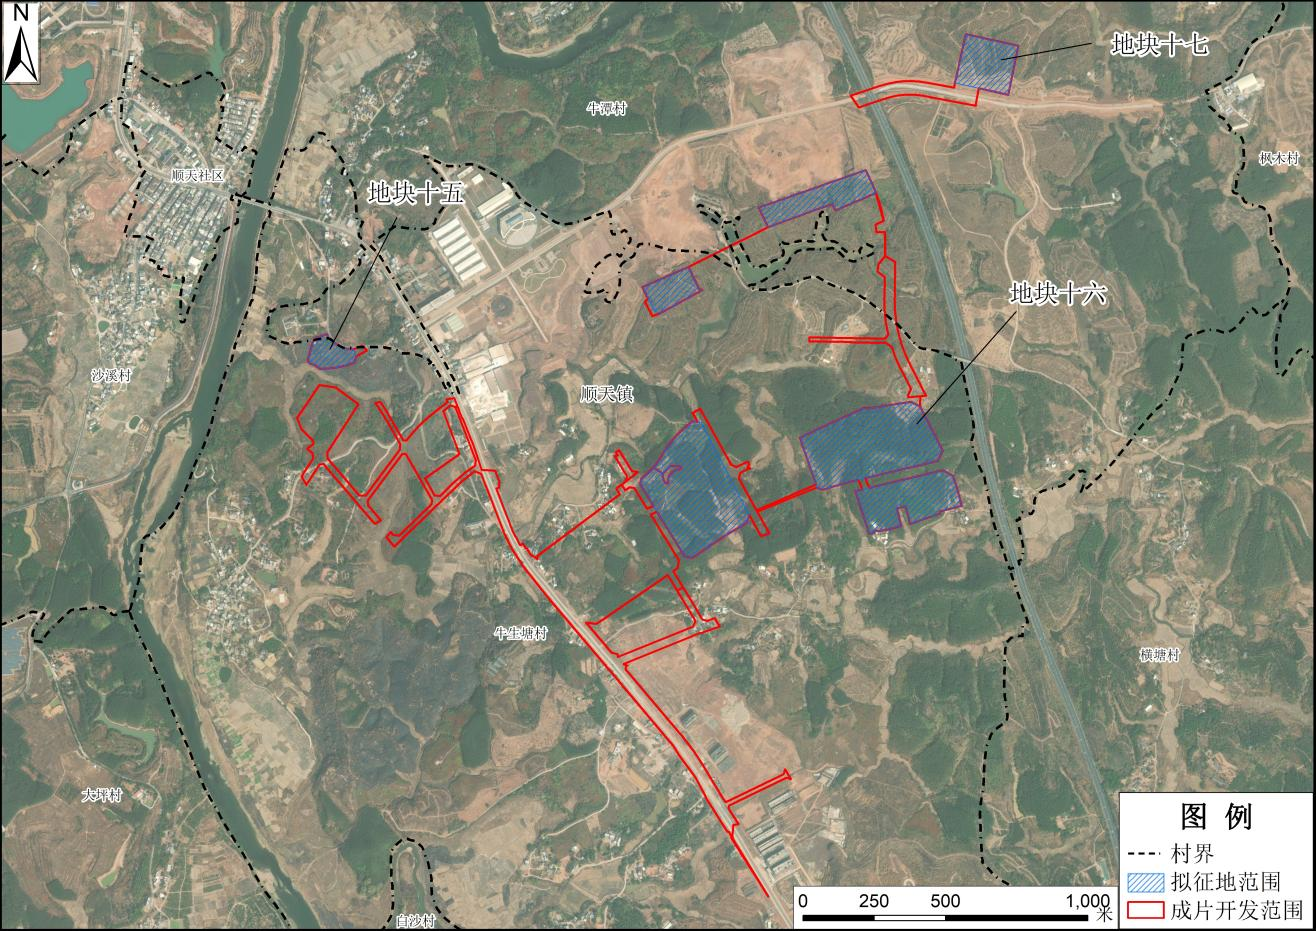 N
地块十七
牛潭村
枫木村
顺天社区
地块十五
地块十六
沙溪村
顺天镇
牛生塘村
横塘村
大坪村
白沙村
图 例
村界
拟征地范围
成片开发范围
0 250 500 1,000
米